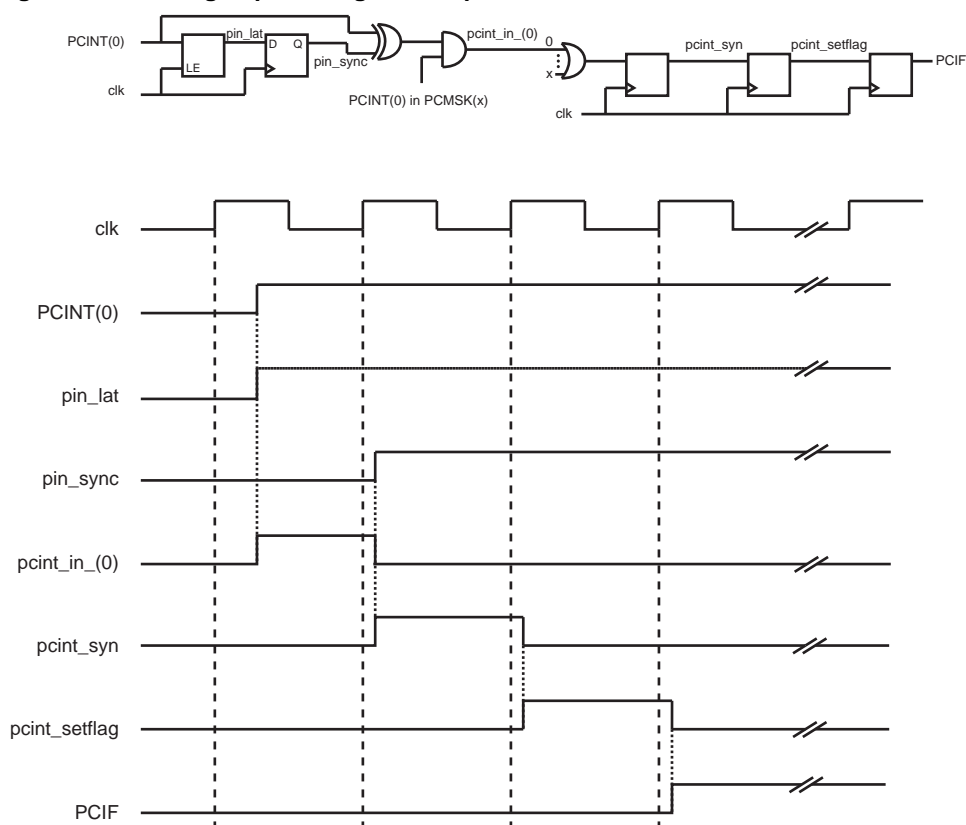 PCINT(0)
LE
clk
pin_lat
D Q
pin_sync
PCINT(0) in PCMSK(x)
pcint_in_(0)
0
x
clk
pcint_syn
pcint_setflag
PCIF
clk
PCINT(0)
pin_lat
pin_sync
pcint_in_(0)
pcint_syn
pcint_setflag
PCIF